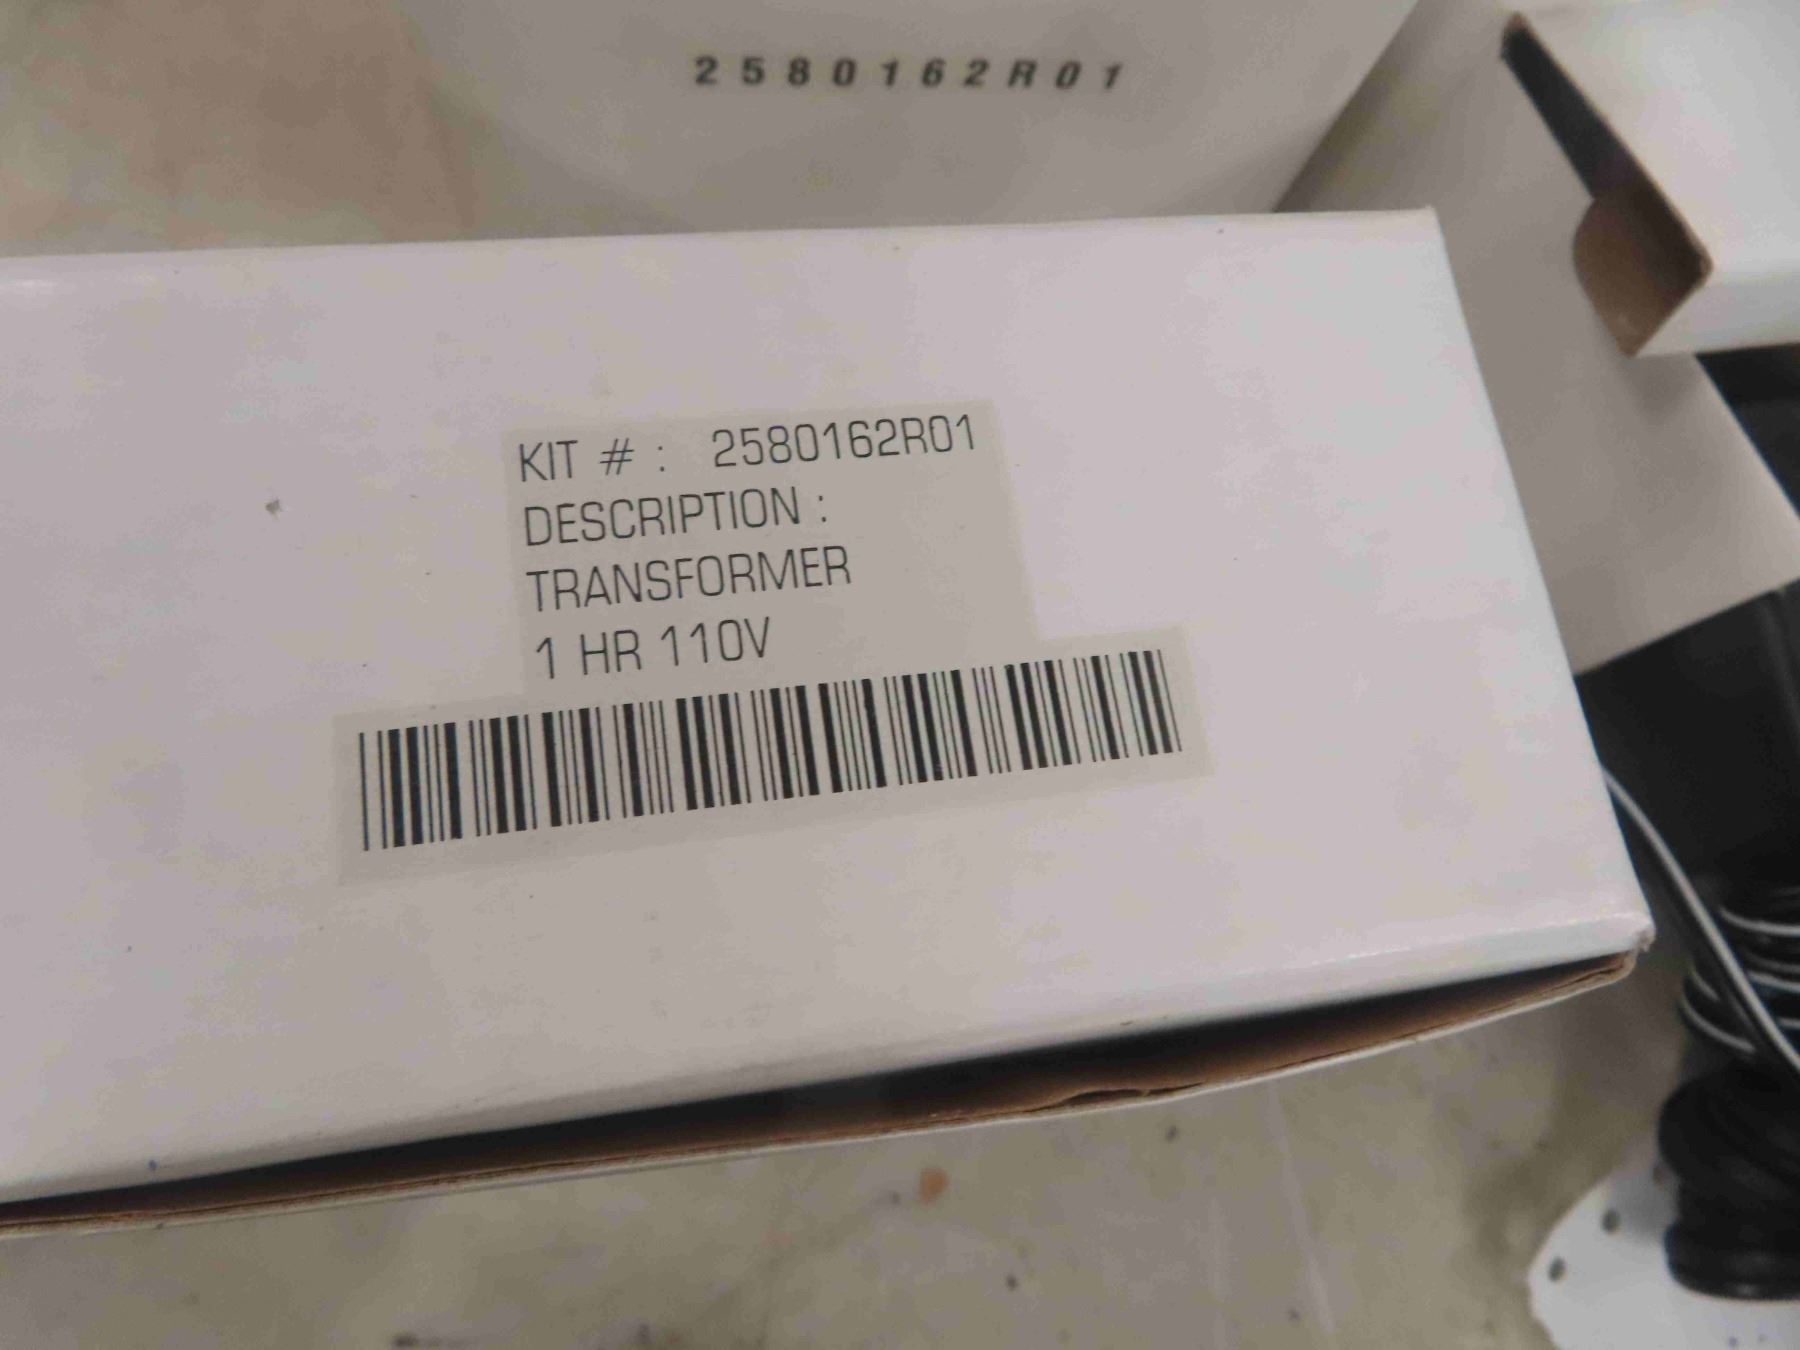 2580162R01
KIT # : 2580162R01
DESCRIPTION :
TRANSFORMER
1 HR 110V